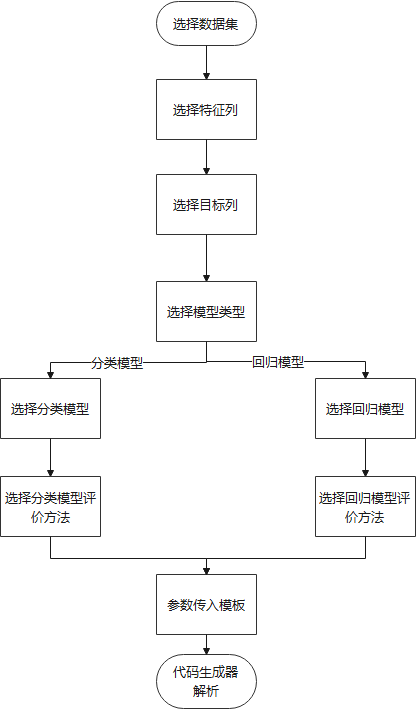 选择数据集
选择特征列
选择目标列
选择模型类型
分类模型
回归模型
选择分类模型
选择回归模型
选择分类模型评
价方法
选择回归模型评
价方法
参数传入模板
代码生成器
解析